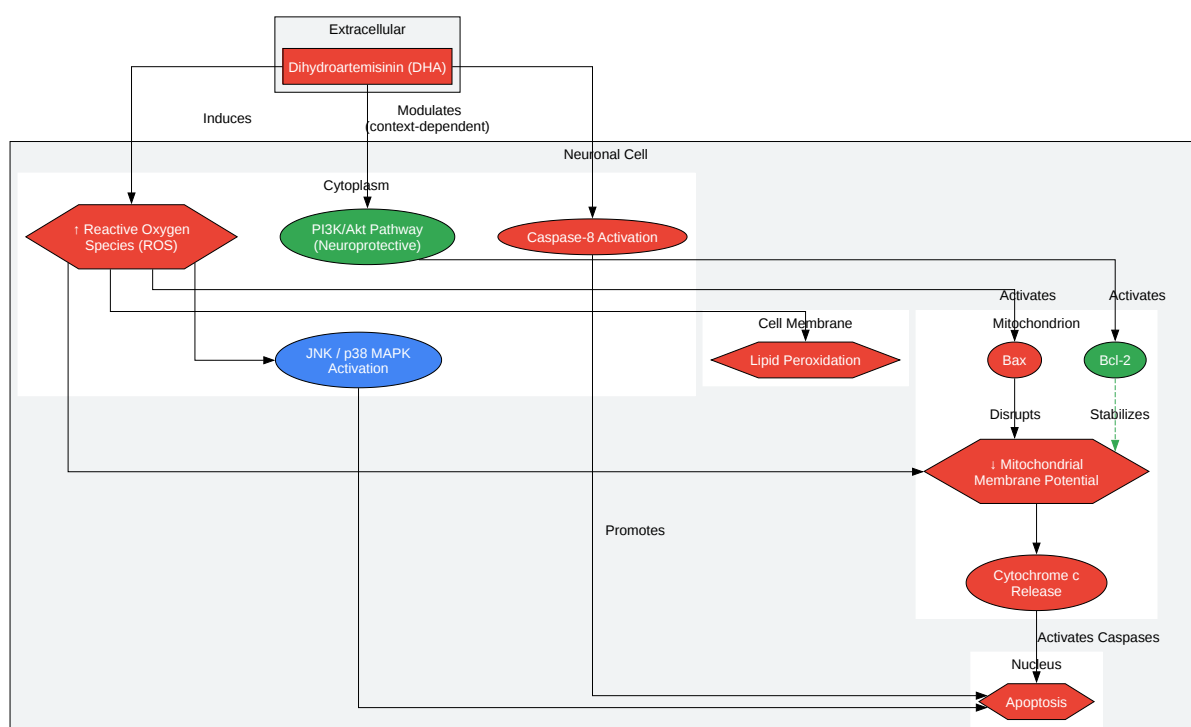 Extracellular
Dihydroartemisinin (DHA)
Induces
Modulates
(context-dependent)
Neuronal Cell
Cytoplasm
↑ Reactive Oxygen
Species (ROS)
PI3K/Akt Pathway
(Neuroprotective)
Caspase-8 Activation
Activates
Activates
Cell Membrane
Mitochondrion
JNK / p38 MAPK
Activation
Lipid Peroxidation
Bax
Bcl-2
Disrupts
Stabilizes
↓ Mitochondrial
Membrane Potential
Promotes
Cytochrome c
Release
Activates Caspases
Nucleus
Apoptosis